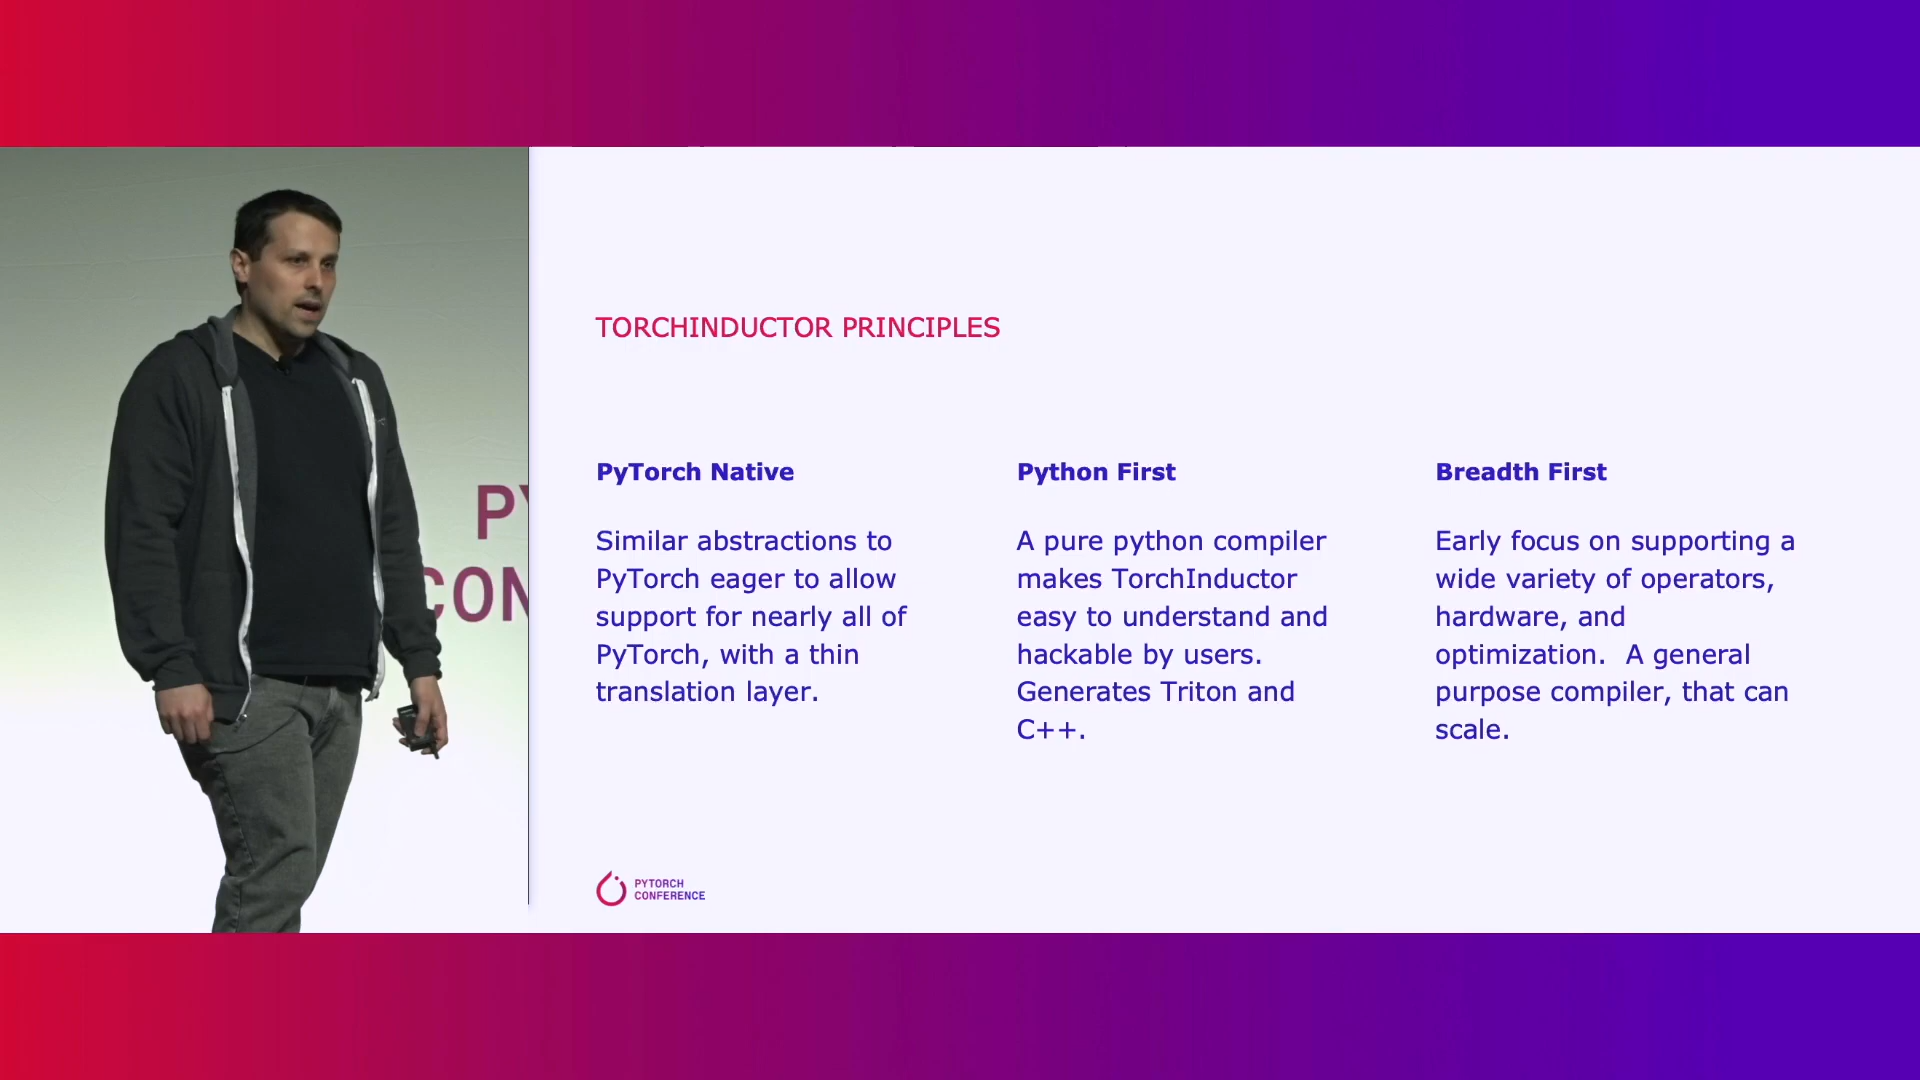 PY
CON
TORCHINDUCTOR PRINCIPLES
PyTorch Native
Similar abstractions to
PyTorch eager to allow
support for nearly all of
PyTorch, with a thin
translation layer.
Python First
A pure python compiler
makes TorchInductor
easy to understand and
hackable by users.
Generates Triton and
C++.
Breadth First
Early focus on supporting a
wide variety of operators,
hardware, and
optimization.  A general
purpose compiler, that can
scale.
PYTORCH
CONFERENCE